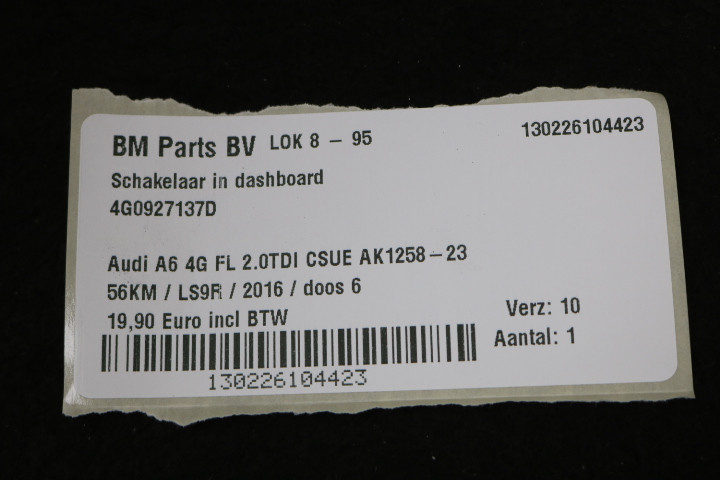 BM Parts BV LOK 8 - 95 130226104423
Schakelaar in dashboard
4G0927137D
Audi A6 4G FL 2.0TDI CSUE AK1258-23
56KM / LS9R / 2016 / doos 6
19,90 Euro incl BTW
Verz: 10
Aantal: 1
130226104423